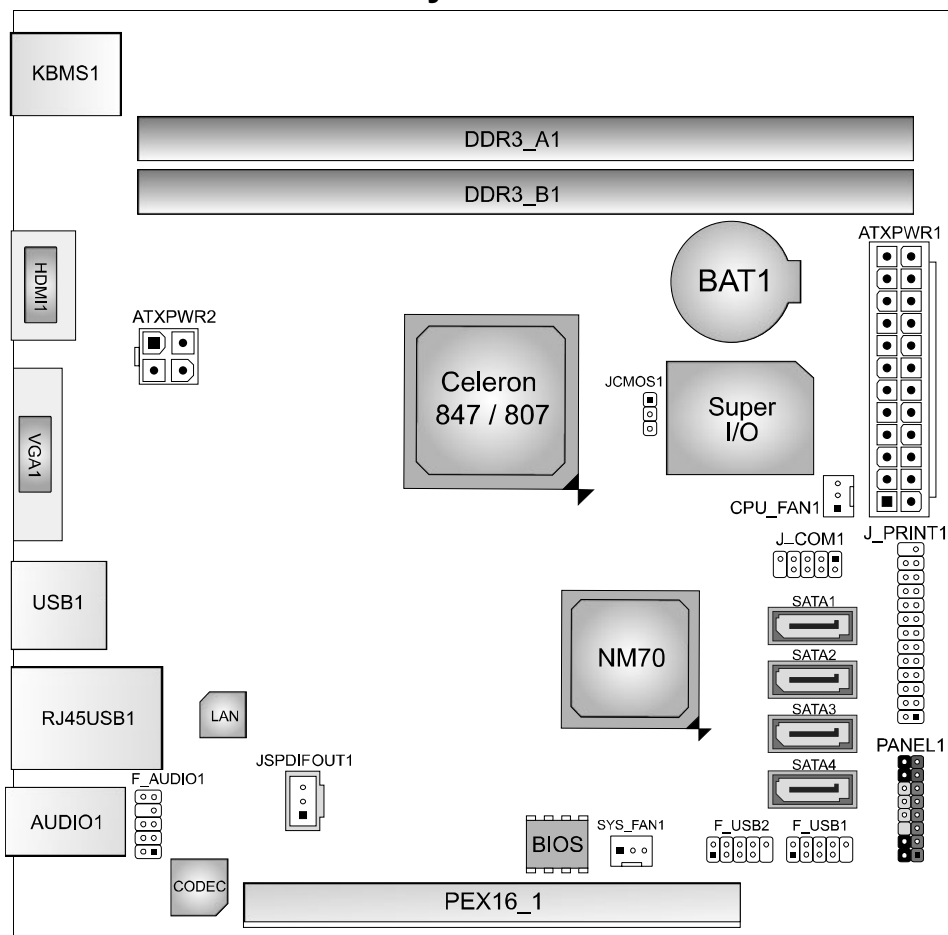 KBMS1
DDR3_A1
DDR3_B1
ATXPWR1
BAT1
HDMI1
ATXPWR2
Celeron
847 / 807
JCMOS1
Super
I/O
VGA1
CPU_FAN1
J_PRINT1
J_COM1
USB1
SATA1
NM70
SATA2
RJ45USB1
LAN
SATA3
PANEL1
JSPDIFOUT1
SATA4
F_AUDIO1
AUDIO1
BIOS
SYS_FAN1
F_USB2
F_USB1
CODEC
PEX16_1